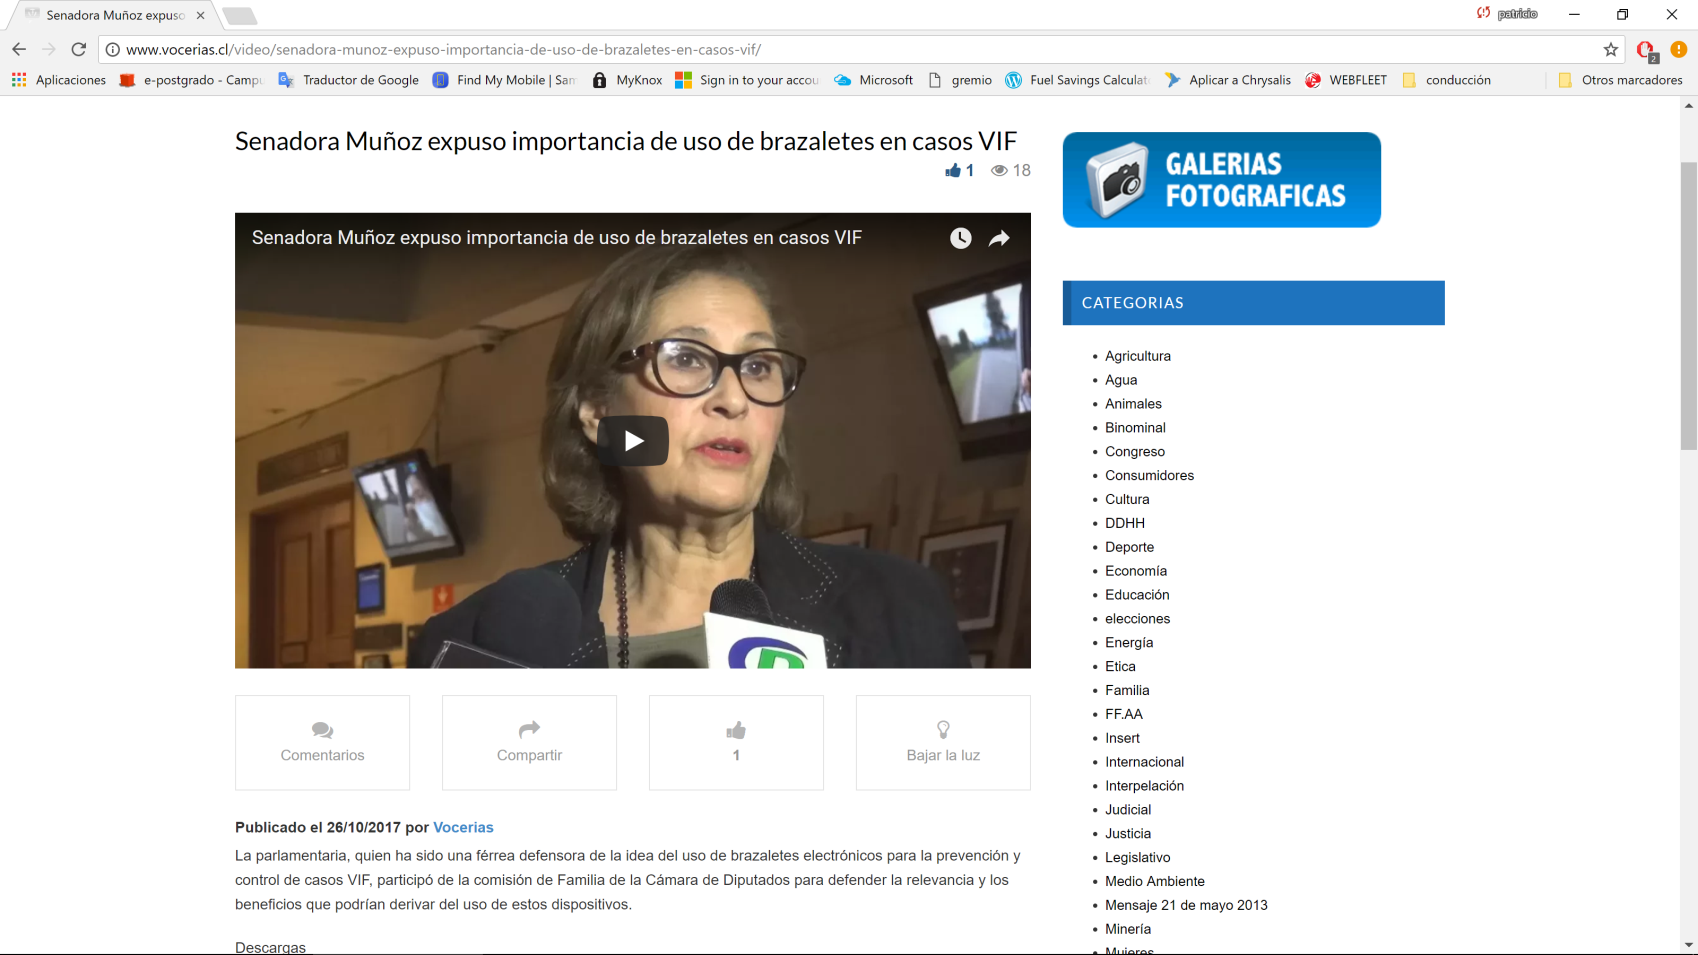 Senadora Muñoz expuso
patricio
www.vocerias.cl/video/senadora-munoz-expuso-importancia-de-uso-de-brazaletes-en-casos-vif/
2
Aplicaciones e-postgrado - Campu Traductor de Google Find My Mobile | Sam MyKnox Sign in to your accou Microsoft gremio Fuel Savings Calculat Aplicar a Chrysalis WEBFLEET conducción Otros marcadores
Senadora Muñoz expuso importancia de uso de brazaletes en casos VIF
1 18
Senadora Muñoz expuso importancia de uso de brazaletes en casos VIF
Comentarios
Compartir
1
Bajar la luz
Publicado el 26/10/2017 por Vocerias
La parlamentaria, quien ha sido una férrea defensora de la idea del uso de brazaletes electrónicos para la prevención y
control de casos VIF, participó de la comisión de Familia de la Cámara de Diputados para defender la relevancia y los
beneficios que podrían derivar del uso de estos dispositivos.
Descargas
GALERIAS
FOTOGRAFICAS
CATEGORIAS
Agricultura
Agua
Animales
Binominal
Congreso
Consumidores
Cultura
DDHH
Deporte
Economía
Educación
elecciones
Energía
Etica
Familia
FF.AA
Insert
Internacional
Interpelación
Judicial
Justicia
Legislativo
Medio Ambiente
Mensaje 21 de mayo 2013
Minería
Mujeres